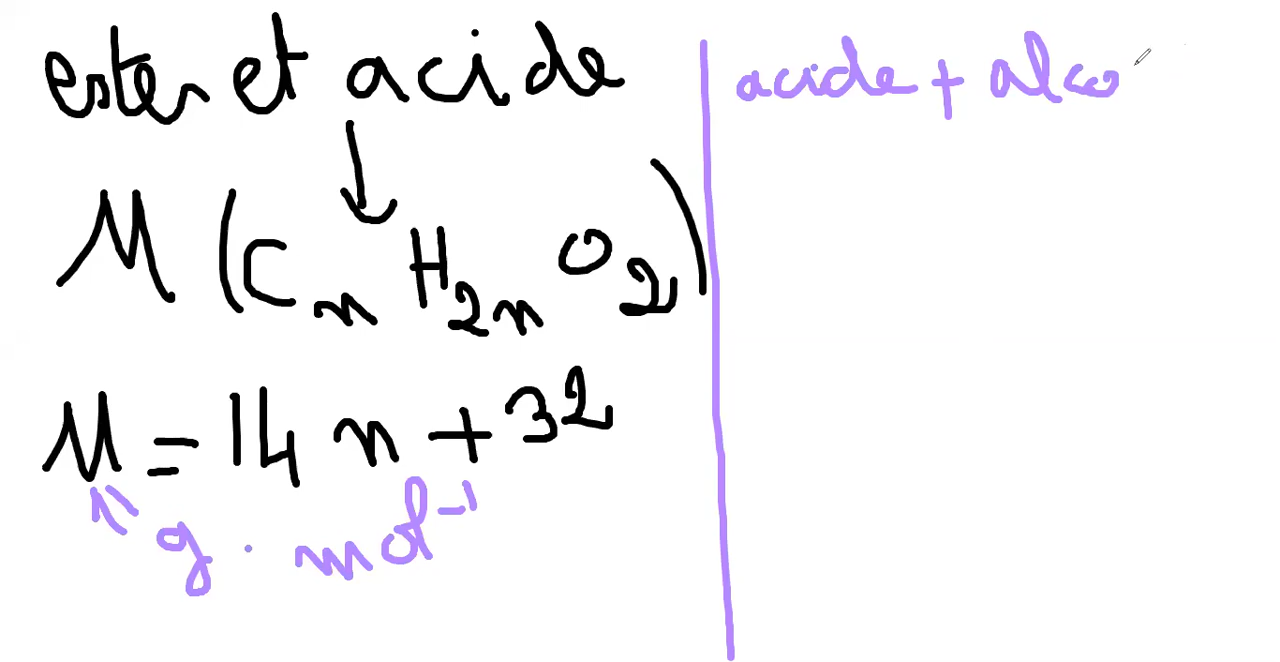 ester et acide
M (CnH2nO2)
M = 14n + 32
g · mol-1
acide + alco